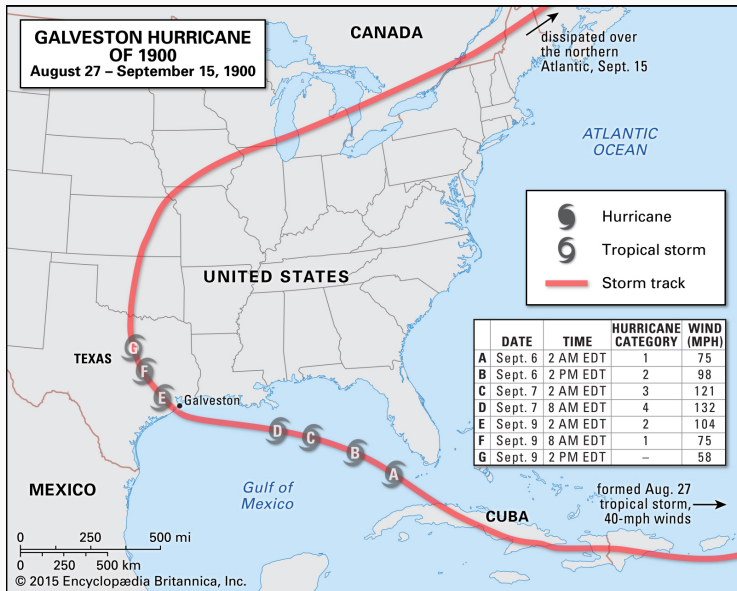 GALVESTON HURRICANE
OF 1900
August 27 – September 15, 1900
CANADA
dissipated over
the northern
Atlantic, Sept. 15
ATLANTIC
OCEAN
Hurricane
Tropical storm
Storm track
UNITED STATES
TEXAS
Galveston
G
F
E
D
C
B
A
DATE TIME HURRICANE CATEGORY WIND (MPH)
A Sept. 6 2 AM EDT 1 75
B Sept. 6 2 PM EDT 2 98
C Sept. 7 2 AM EDT 3 121
D Sept. 7 8 AM EDT 4 132
E Sept. 9 2 AM EDT 2 104
F Sept. 9 8 AM EDT 1 75
G Sept. 9 2 PM EDT – 58
MEXICO
Gulf of
Mexico
CUBA
formed Aug. 27
tropical storm,
40-mph winds
0 250 500 mi
0 250 500 km
© 2015 Encyclopædia Britannica, Inc.